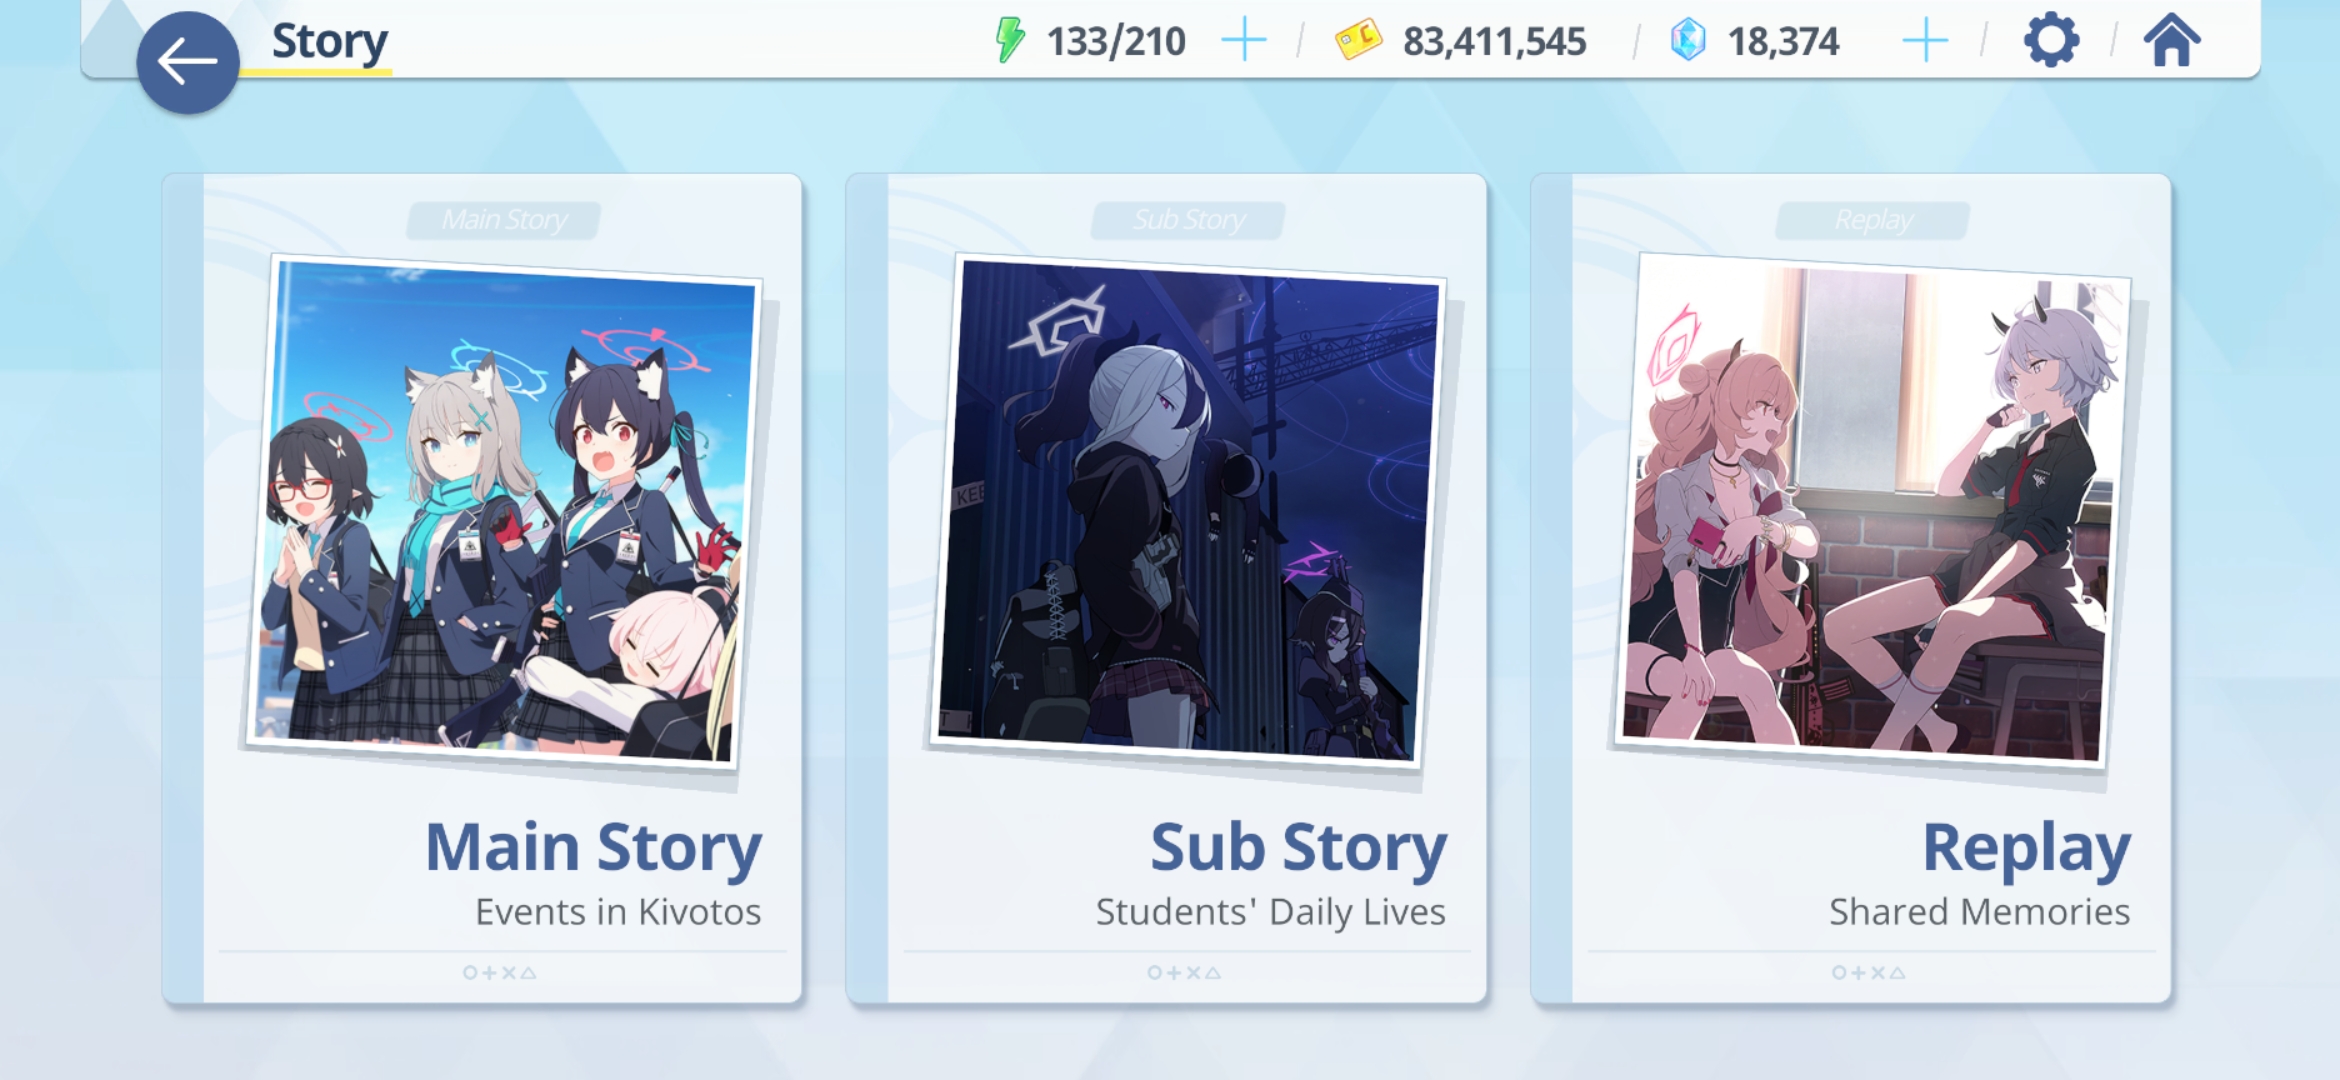 Story
133/210
83,411,545
18,374
Main Story
Main Story
Events in Kivotos
Sub Story
KEE
Sub Story
Students' Daily Lives
Replay
Replay
Shared Memories